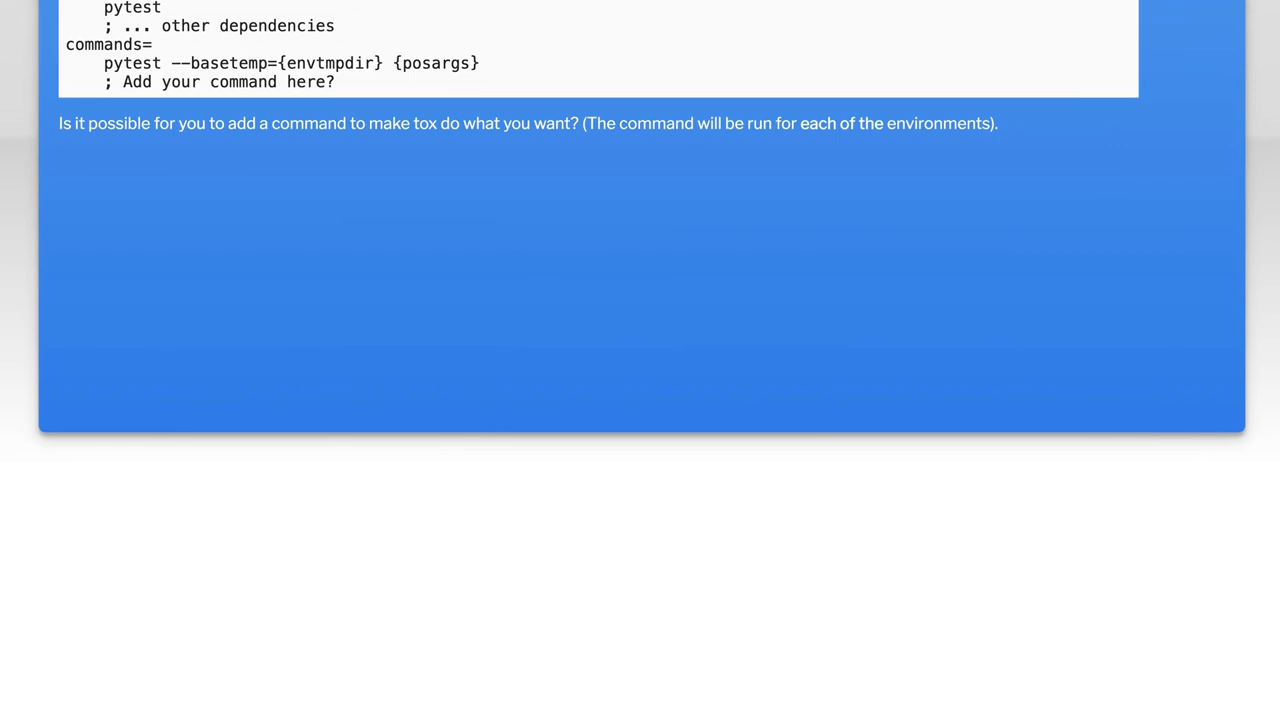 pytest
; ... other dependencies
commands=
pytest --basetemp={envtmpdir} {posargs}
; Add your command here?
Is it possible for you to add a command to make tox do what you want? (The command will be run for each of the environments).